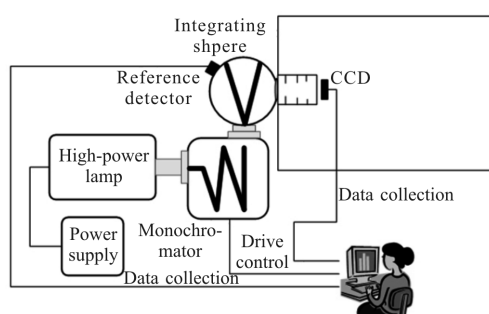 Integrating
shpere
Reference
detector
CCD
High-power
lamp
Data collection
Power
supply
Monochro-
mator
Drive
control
Data collection